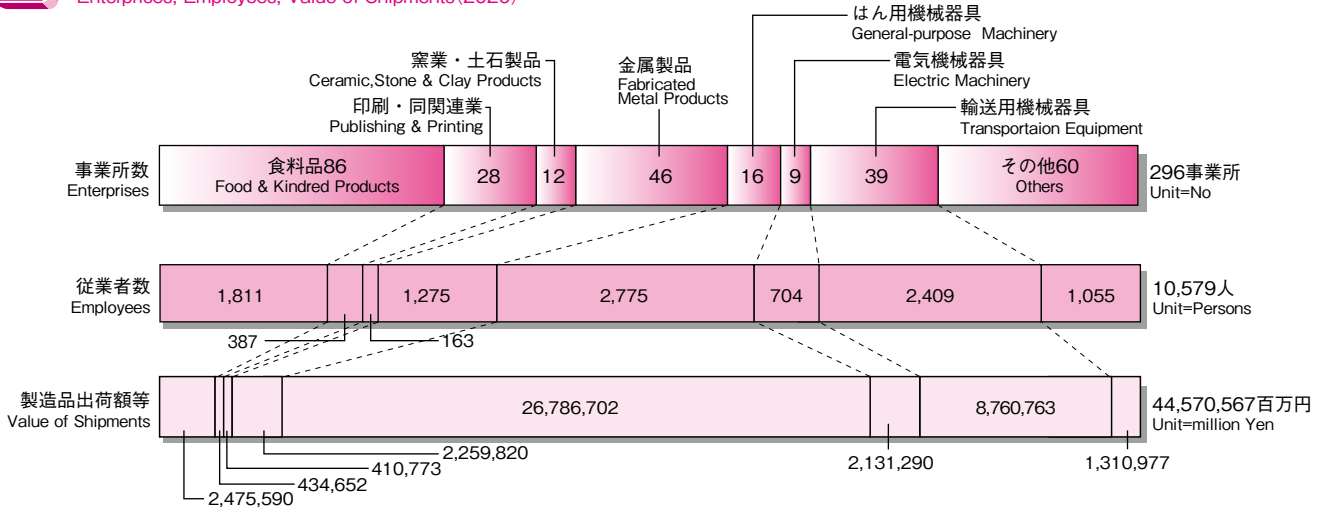 Enterprises, Employees, Value of Shipments(2020)
はん用機械器具
General-purpose Machinery
窯業・土石製品
Ceramic,Stone & Clay Products
金属製品
Fabricated
Metal Products
電気機械器具
Electric Machinery
印刷・同関連業
Publishing & Printing
輸送用機械器具
Transportaion Equipment
事業所数
Enterprises
食料品86
Food & Kindred Products
28
12
46
16
9
39
その他60
Others
296事業所
Unit=No
従業者数
Employees
1,811
1,275
2,775
704
2,409
1,055
10,579人
Unit=Persons
387
163
製造品出荷額等
Value of Shipments
26,786,702
8,760,763
44,570,567百万円
Unit=million Yen
2,259,820
410,773
434,652
2,475,590
2,131,290
1,310,977